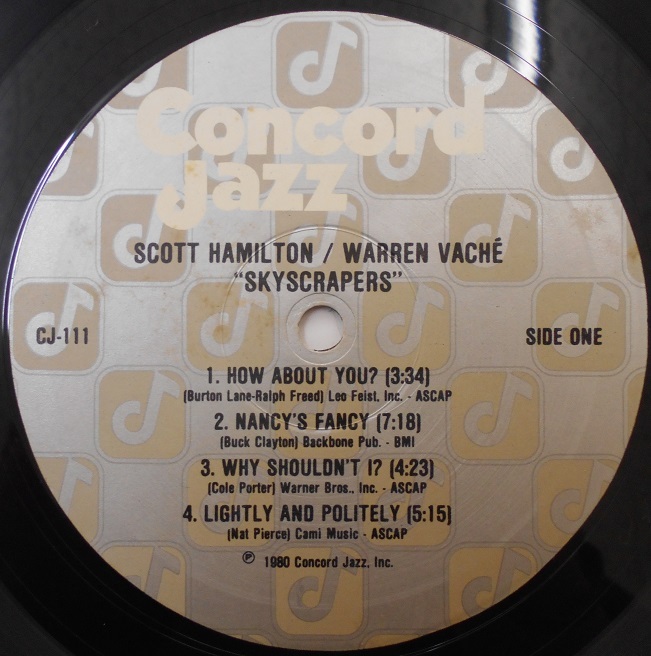 Concord
jazz
SCOTT HAMILTON / WARREN VACHÉ
"SKYSCRAPERS"
CJ-111
SIDE ONE
1. HOW ABOUT YOU? (3:34)
(Burton Lane-Ralph Freed) Leo Feist, Inc. - ASCAP
2. NANCY'S FANCY (7:18)
(Buck Clayton) Backbone Pub. - BMI
3. WHY SHOULDN'T I? (4:23)
(Cole Porter) Warner Bros., Inc. - ASCAP
4. LIGHTLY AND POLITELY (5:15)
(Nat Pierce) Cami Music - ASCAP
℗ 1980 Concord Jazz, Inc.